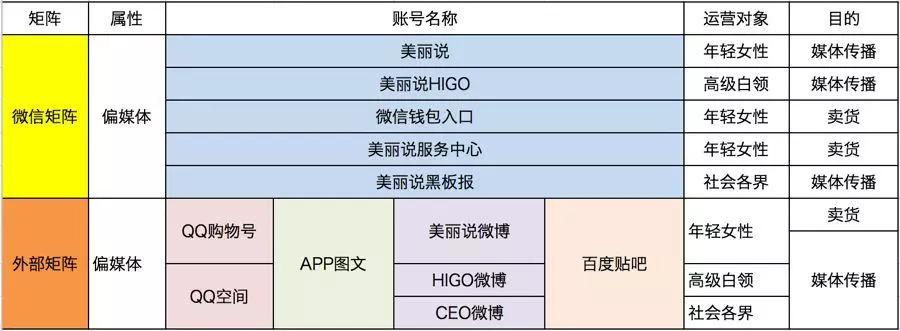 矩阵 属性 账号名称 运营对象 目的
美丽说 年轻女性 媒体传播
美丽说HIGO 高级白领 媒体传播
微信矩阵 偏媒体 微信钱包入口 年轻女性 卖货
美丽说服务中心 年轻女性 卖货
美丽说黑板报 社会各界 媒体传播
卖货
QQ购物号 美丽说微博 年轻女性
外部矩阵 偏媒体 APP图文 百度贴吧
HIGO微博 高级白领 媒体传播
QQ空间
CEO微博 社会各界